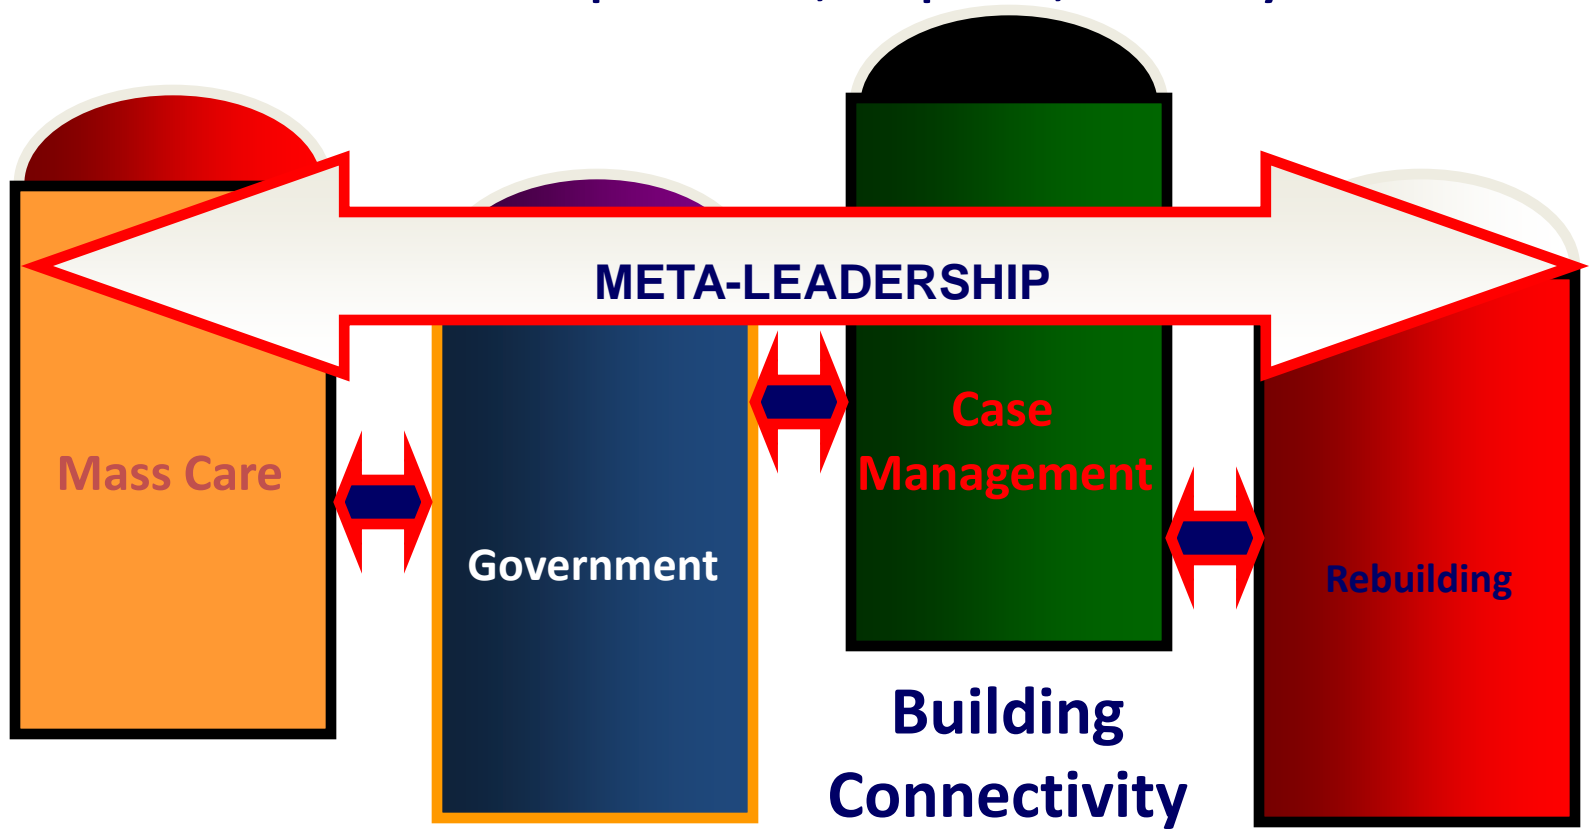 META-LEADERSHIP
Mass Care
Government
Case
Management
Rebuilding
Building
Connectivity